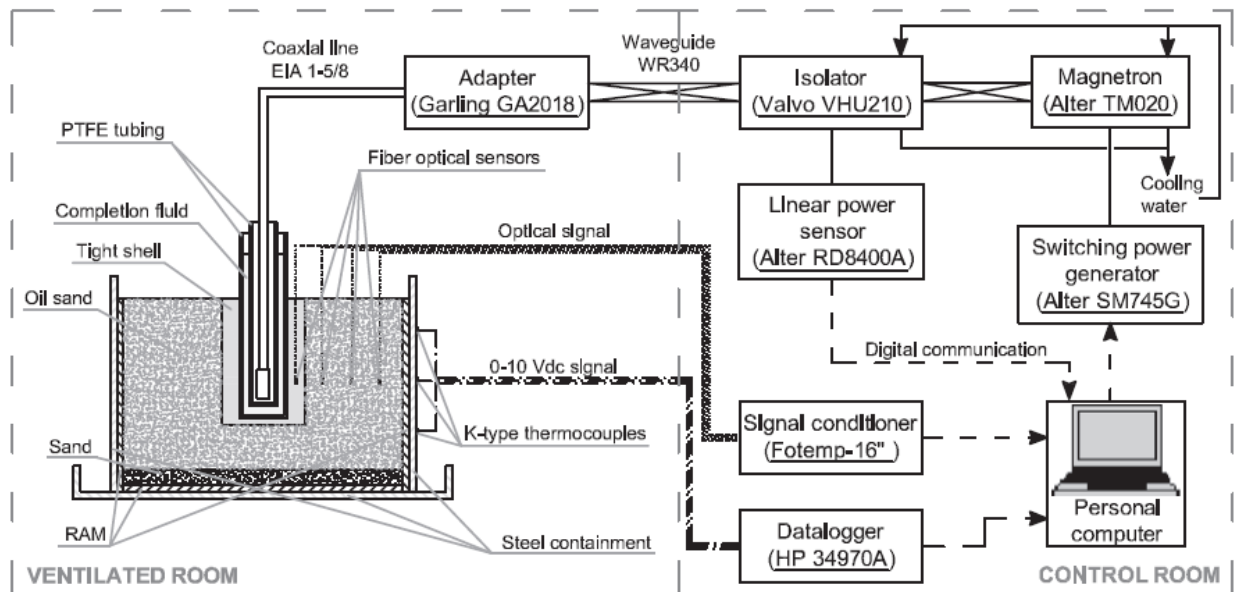 Coaxial line
EIA 1-5/8
Adapter
(Garling GA2018)
Waveguide
WR340
Isolator
(Valvo VHU210)
Magnetron
(Alter TM020)
PTFE tubing
Fiber optical sensors
Completion fluid
Tight shell
Oil sand
Optical signal
Linear power
sensor
(Alter RD8400A)
Cooling
water
Switching power
generator
(Alter SM745G)
Digital communication
0-10 Vdc signal
K-type thermocouples
Signal conditioner
(Fotemp-16")
Sand
RAM
Steel containment
Datalogger
(HP 34970A)
Personal
computer
VENTILATED ROOM
CONTROL ROOM